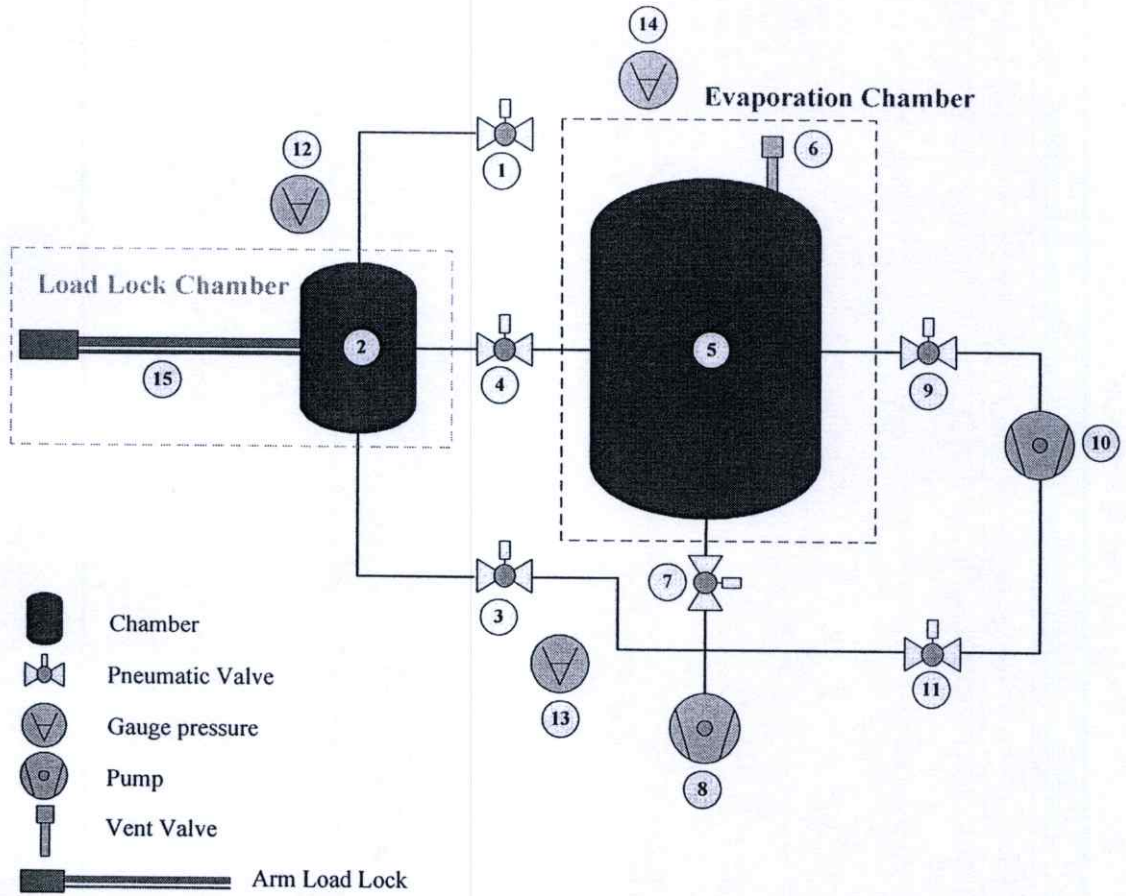 14
Evaporation Chamber
12
1
6
Load Lock Chamber
2
4
5
9
15
10
7
3
11
13
8
Chamber
Pneumatic Valve
Gauge pressure
Pump
Vent Valve
Arm Load Lock